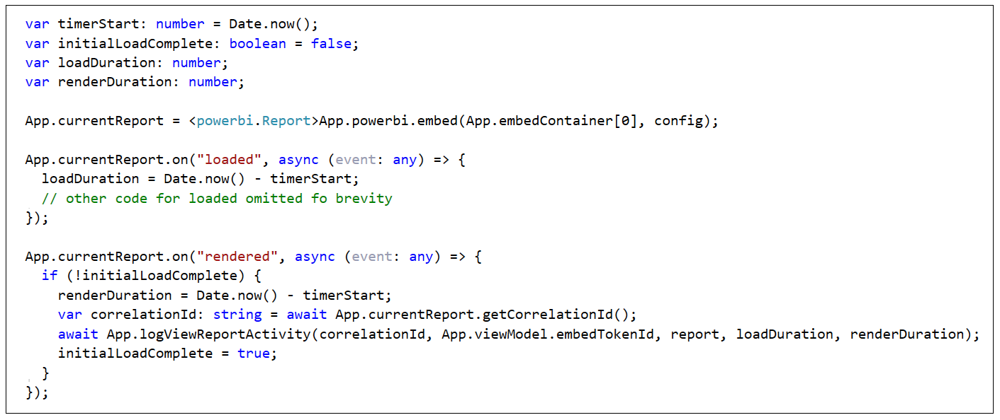 var timerStart: number = Date.now();
var initialLoadComplete: boolean = false;
var loadDuration: number;
var renderDuration: number;

App.currentReport = <powerbi.Report>App.powerbi.embed(App.embedContainer[0], config);

App.currentReport.on("loaded", async (event: any) => {
  loadDuration = Date.now() - timerStart;
  // other code for loaded omitted fo brevity
});

App.currentReport.on("rendered", async (event: any) => {
  if (!initialLoadComplete) {
    renderDuration = Date.now() - timerStart;
    var correlationId: string = await App.currentReport.getCorrelationId();
    await App.logViewReportActivity(correlationId, App.viewModel.embedTokenId, report, loadDuration, renderDuration);
    initialLoadComplete = true;
  }
});